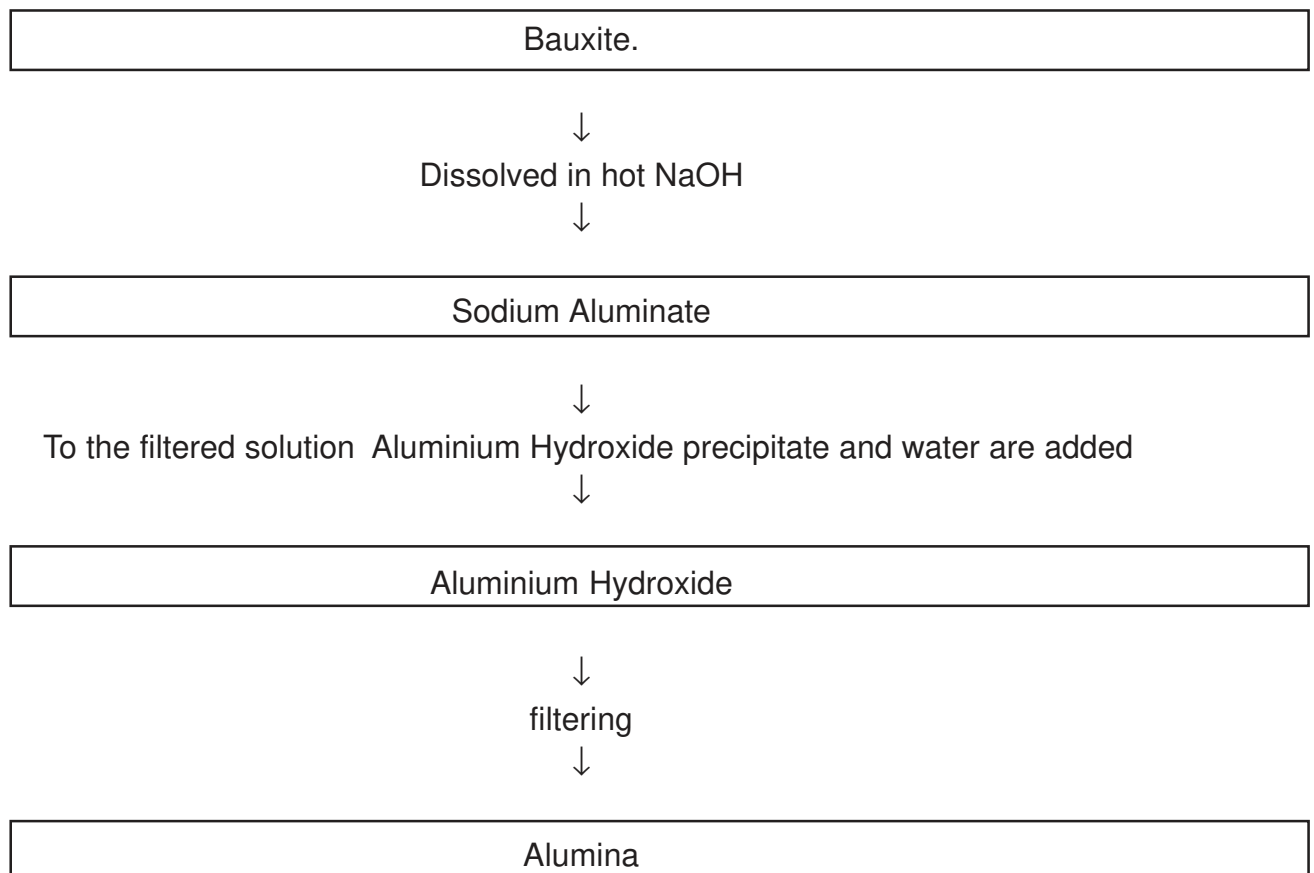 Bauxite.
↓
Dissolved in hot NaOH
↓
Sodium Aluminate
↓
To the filtered solution Aluminium Hydroxide precipitate and water are added
↓
Aluminium Hydroxide
↓
filtering
↓
Alumina